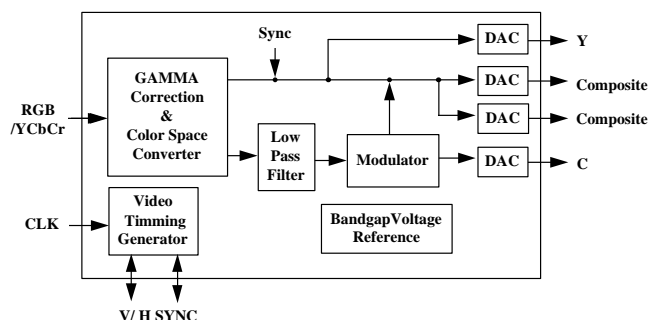 Sync
DAC
Y
GAMMA
Correction
&
Color Space
Converter
DAC
Composite
RGB
/YCbCr
DAC
Composite
Low
Pass
Filter
Modulator
DAC
C
Video
Timming
Generator
CLK
BandgapVoltage
Reference
V/ H SYNC